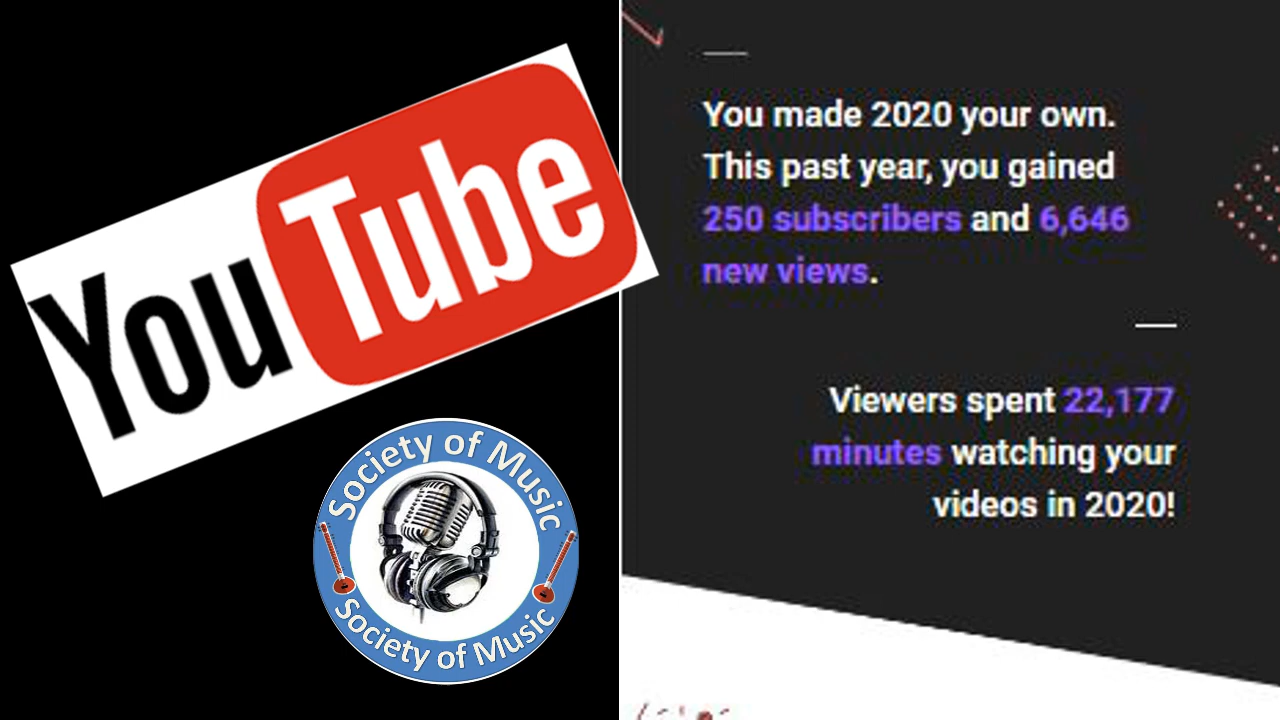 YouTube
Society of Music
Society of Music
You made 2020 your own.
This past year, you gained
250 subscribers and 6,646
new views.
Viewers spent 22,177
minutes watching your
videos in 2020!